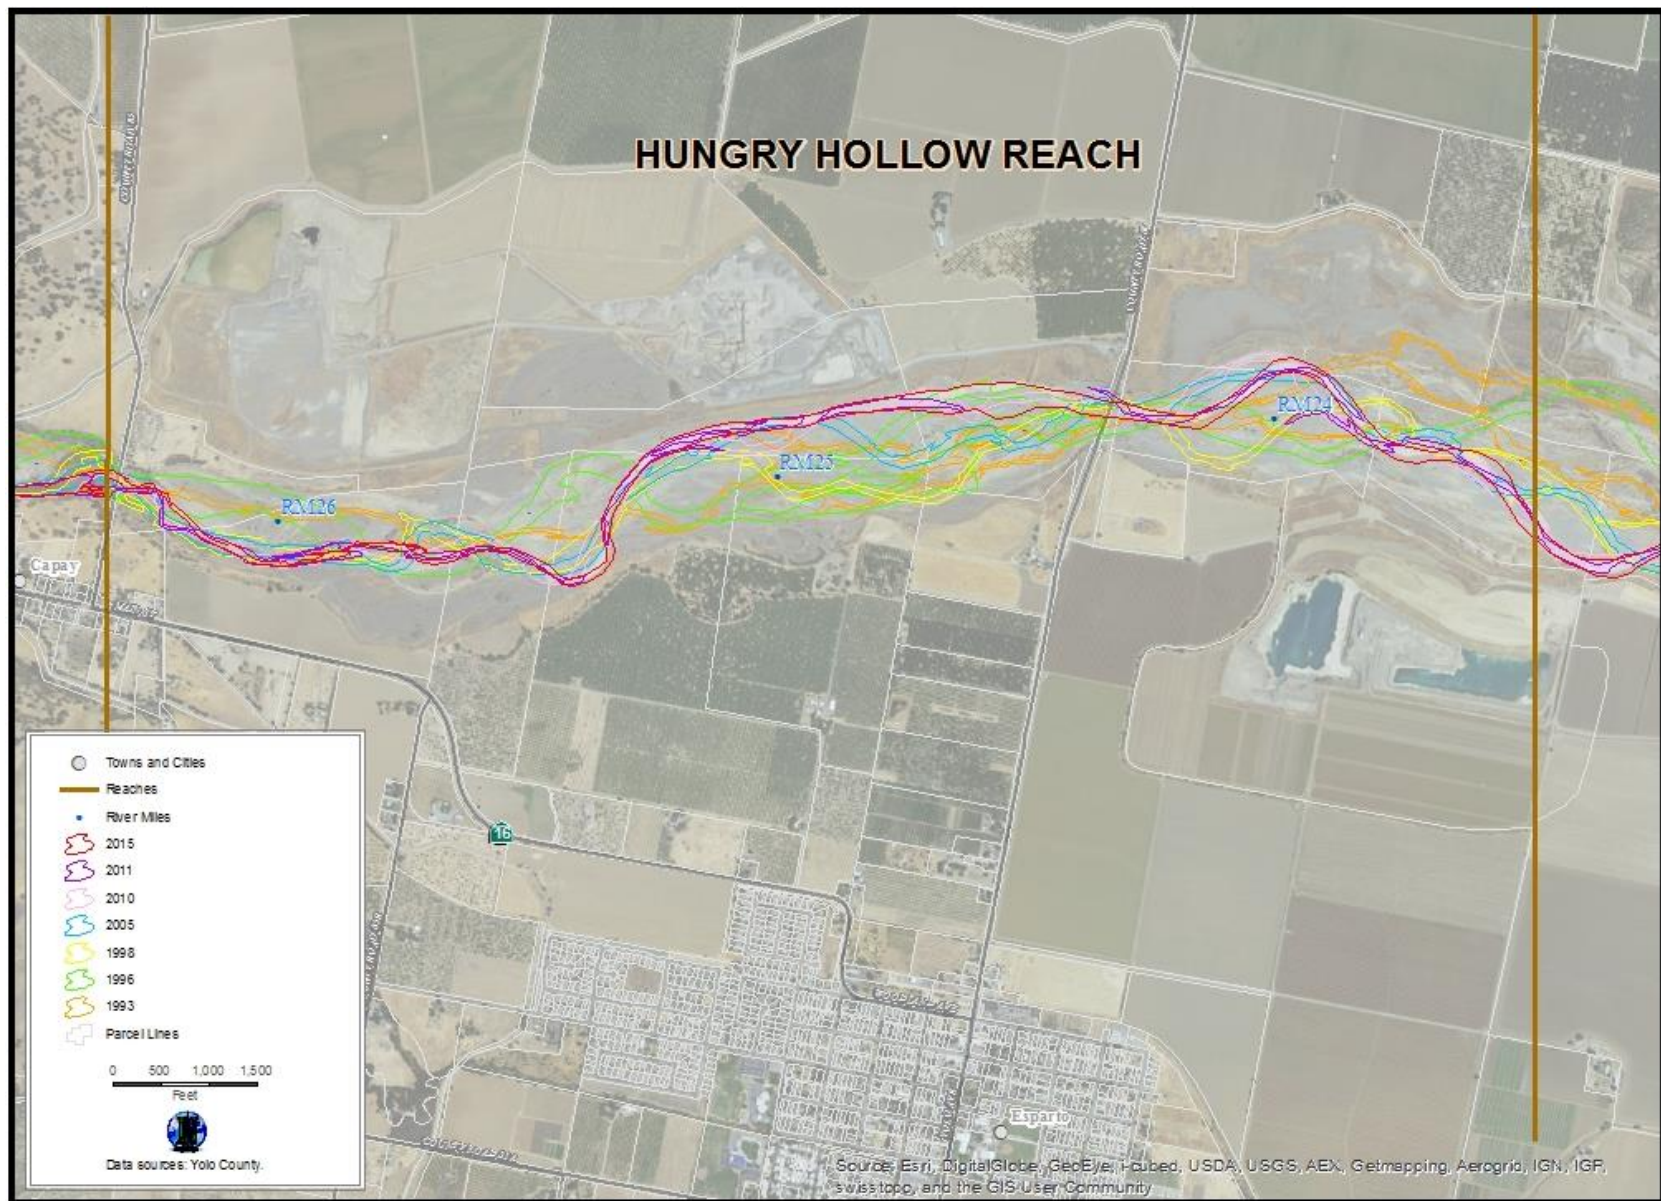 HUNGRY HOLLOW REACH
RM24
RM25
RM26
Capay
16
Esparto
Towns and Cities
Reaches
River Miles
2015
2011
2010
2005
1998
1996
1993
Parcel Lines
0 500 1,000 1,500
Feet
Data sources: Yolo County.
Source: Esri, DigitalGlobe, GeoEye, i-cubed, USDA, USGS, AEX, Getmapping, Aerogrid, IGN, IGP,
swisstopo, and the GIS User Community